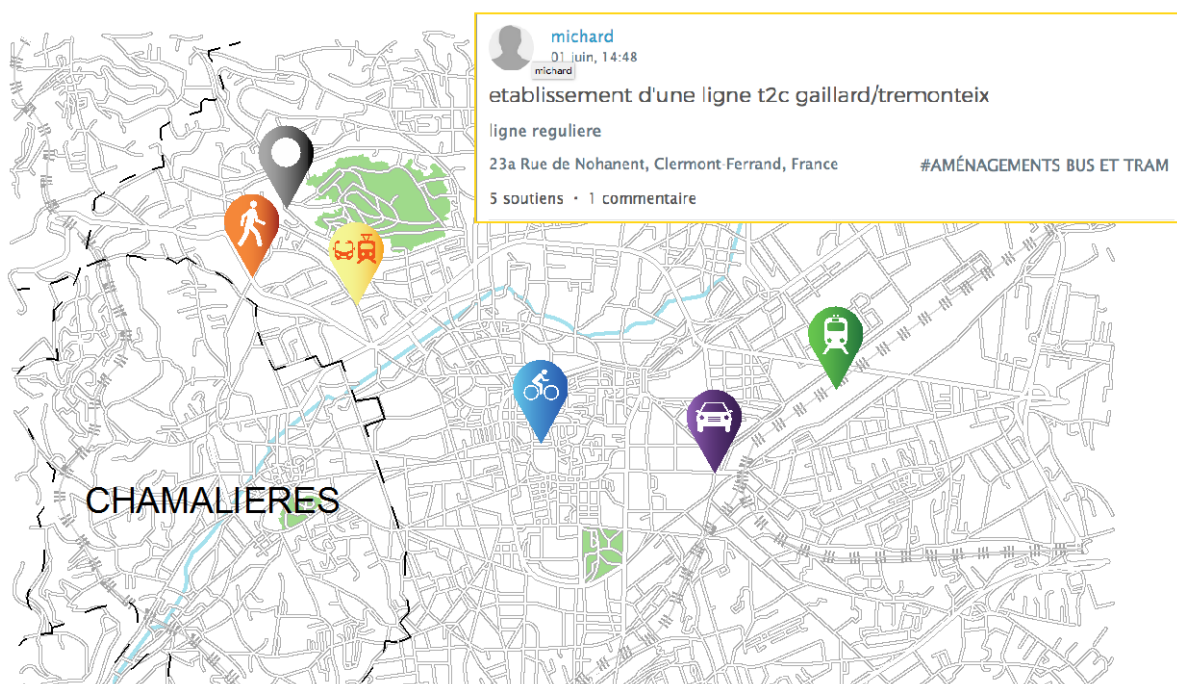 michard
01 juin, 14:48
michard
etablissement d'une ligne t2c gaillard/tremonteix
ligne reguliere
23a Rue de Nohanent, Clermont-Ferrand, France #AMÉNAGEMENTS BUS ET TRAM
5 soutiens • 1 commentaire
CHAMALIERES